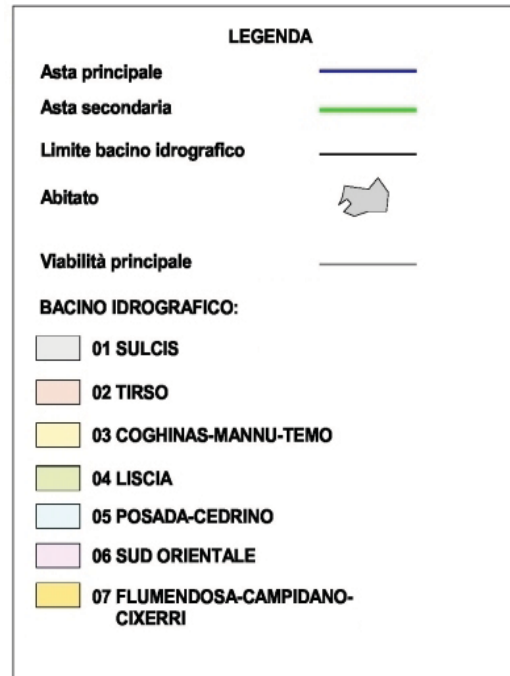 LEGENDA
Asta principale
Asta secondaria
Limite bacino idrografico
Abitato
Viabilità principale
BACINO IDROGRAFICO:
01 SULCIS
02 TIRSO
03 COGHINAS-MANNU-TEMO
04 LISCIA
05 POSADA-CEDRINO
06 SUD ORIENTALE
07 FLUMENDOSA-CAMPIDANO-
CIXERRI